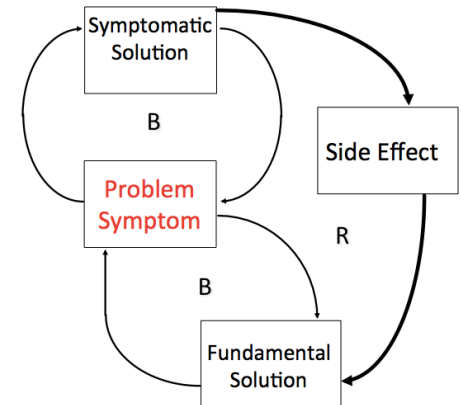 Symptomatic
Solution
B
Side Effect
Problem
Symptom
R
B
Fundamental
Solution